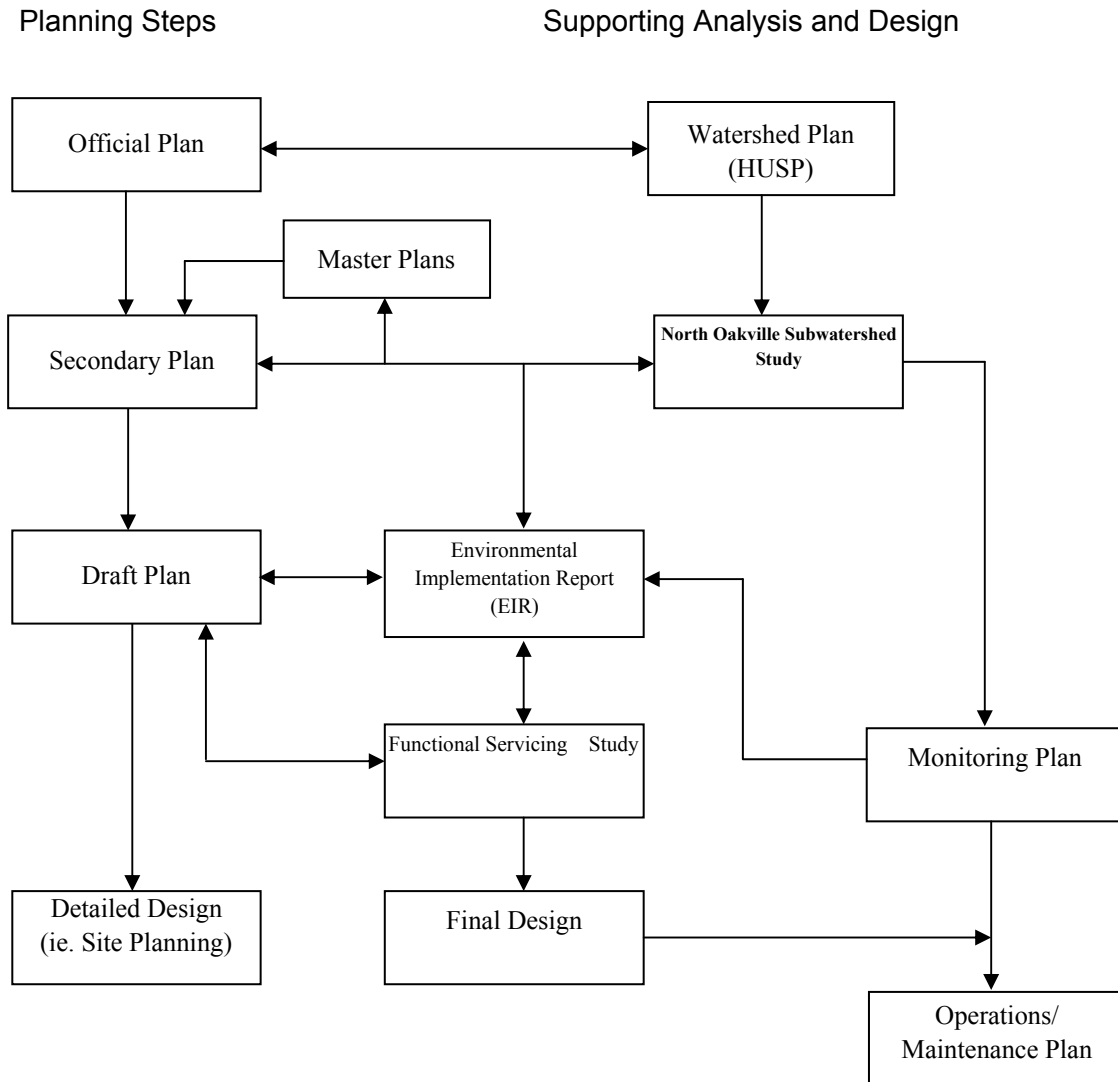 Planning Steps
Supporting Analysis and Design
Official Plan
Watershed Plan
(HUSP)
Master Plans
Secondary Plan
North Oakville Subwatershed
Study
Draft Plan
Environmental
Implementation Report
(EIR)
Functional Servicing Study
Monitoring Plan
Detailed Design
(ie. Site Planning)
Final Design
Operations/
Maintenance Plan